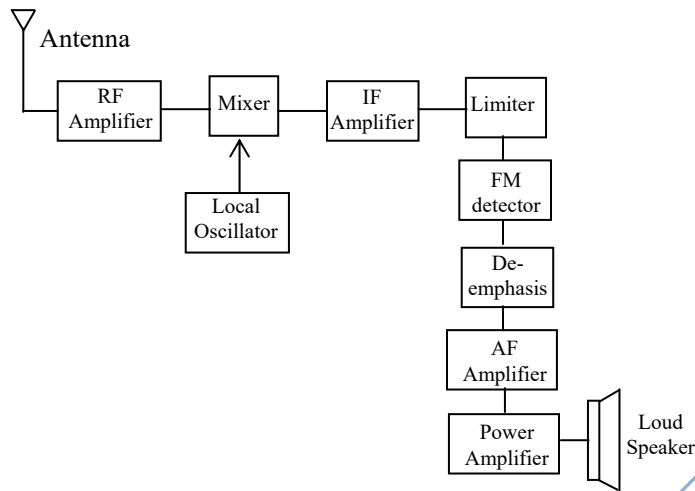 Antenna
RF
Amplifier
Mixer
IF
Amplifier
Limiter
Local
Oscillator
FM
detector
De-
emphasis
AF
Amplifier
Power
Amplifier
Loud
Speaker